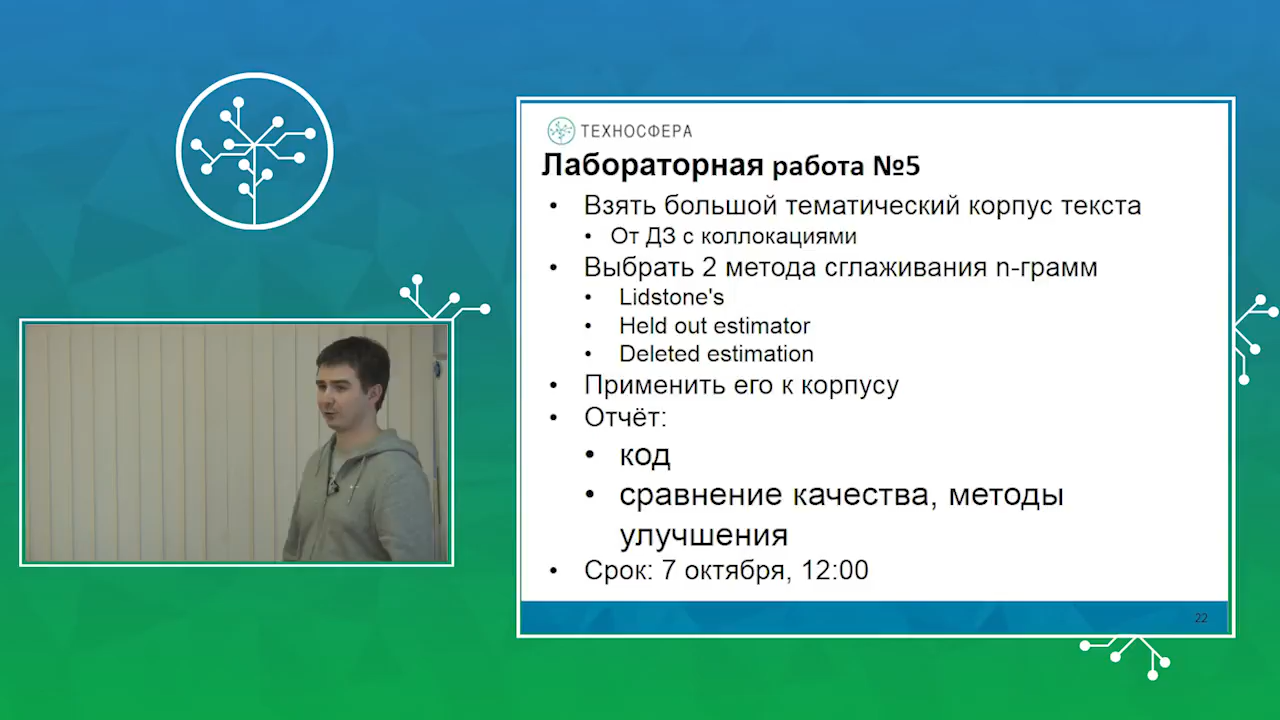 ТЕХНОСФЕРА
Лабораторная работа №5
• Взять большой тематический корпус текста
• От ДЗ с коллокациями
• Выбрать 2 метода сглаживания n-грамм
• Lidstone's
• Held out estimator
• Deleted estimation
• Применить его к корпусу
• Отчёт:
• код
• сравнение качества, методы
улучшения
• Срок: 7 октября, 12:00
22